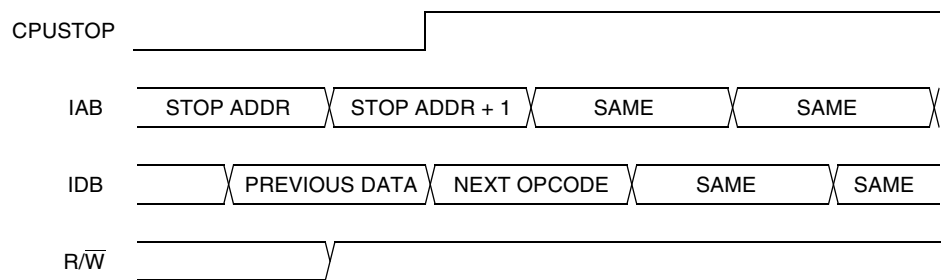 CPUSTOP
IAB STOP ADDR STOP ADDR + 1 SAME SAME
IDB PREVIOUS DATA NEXT OPCODE SAME SAME
R/W̅